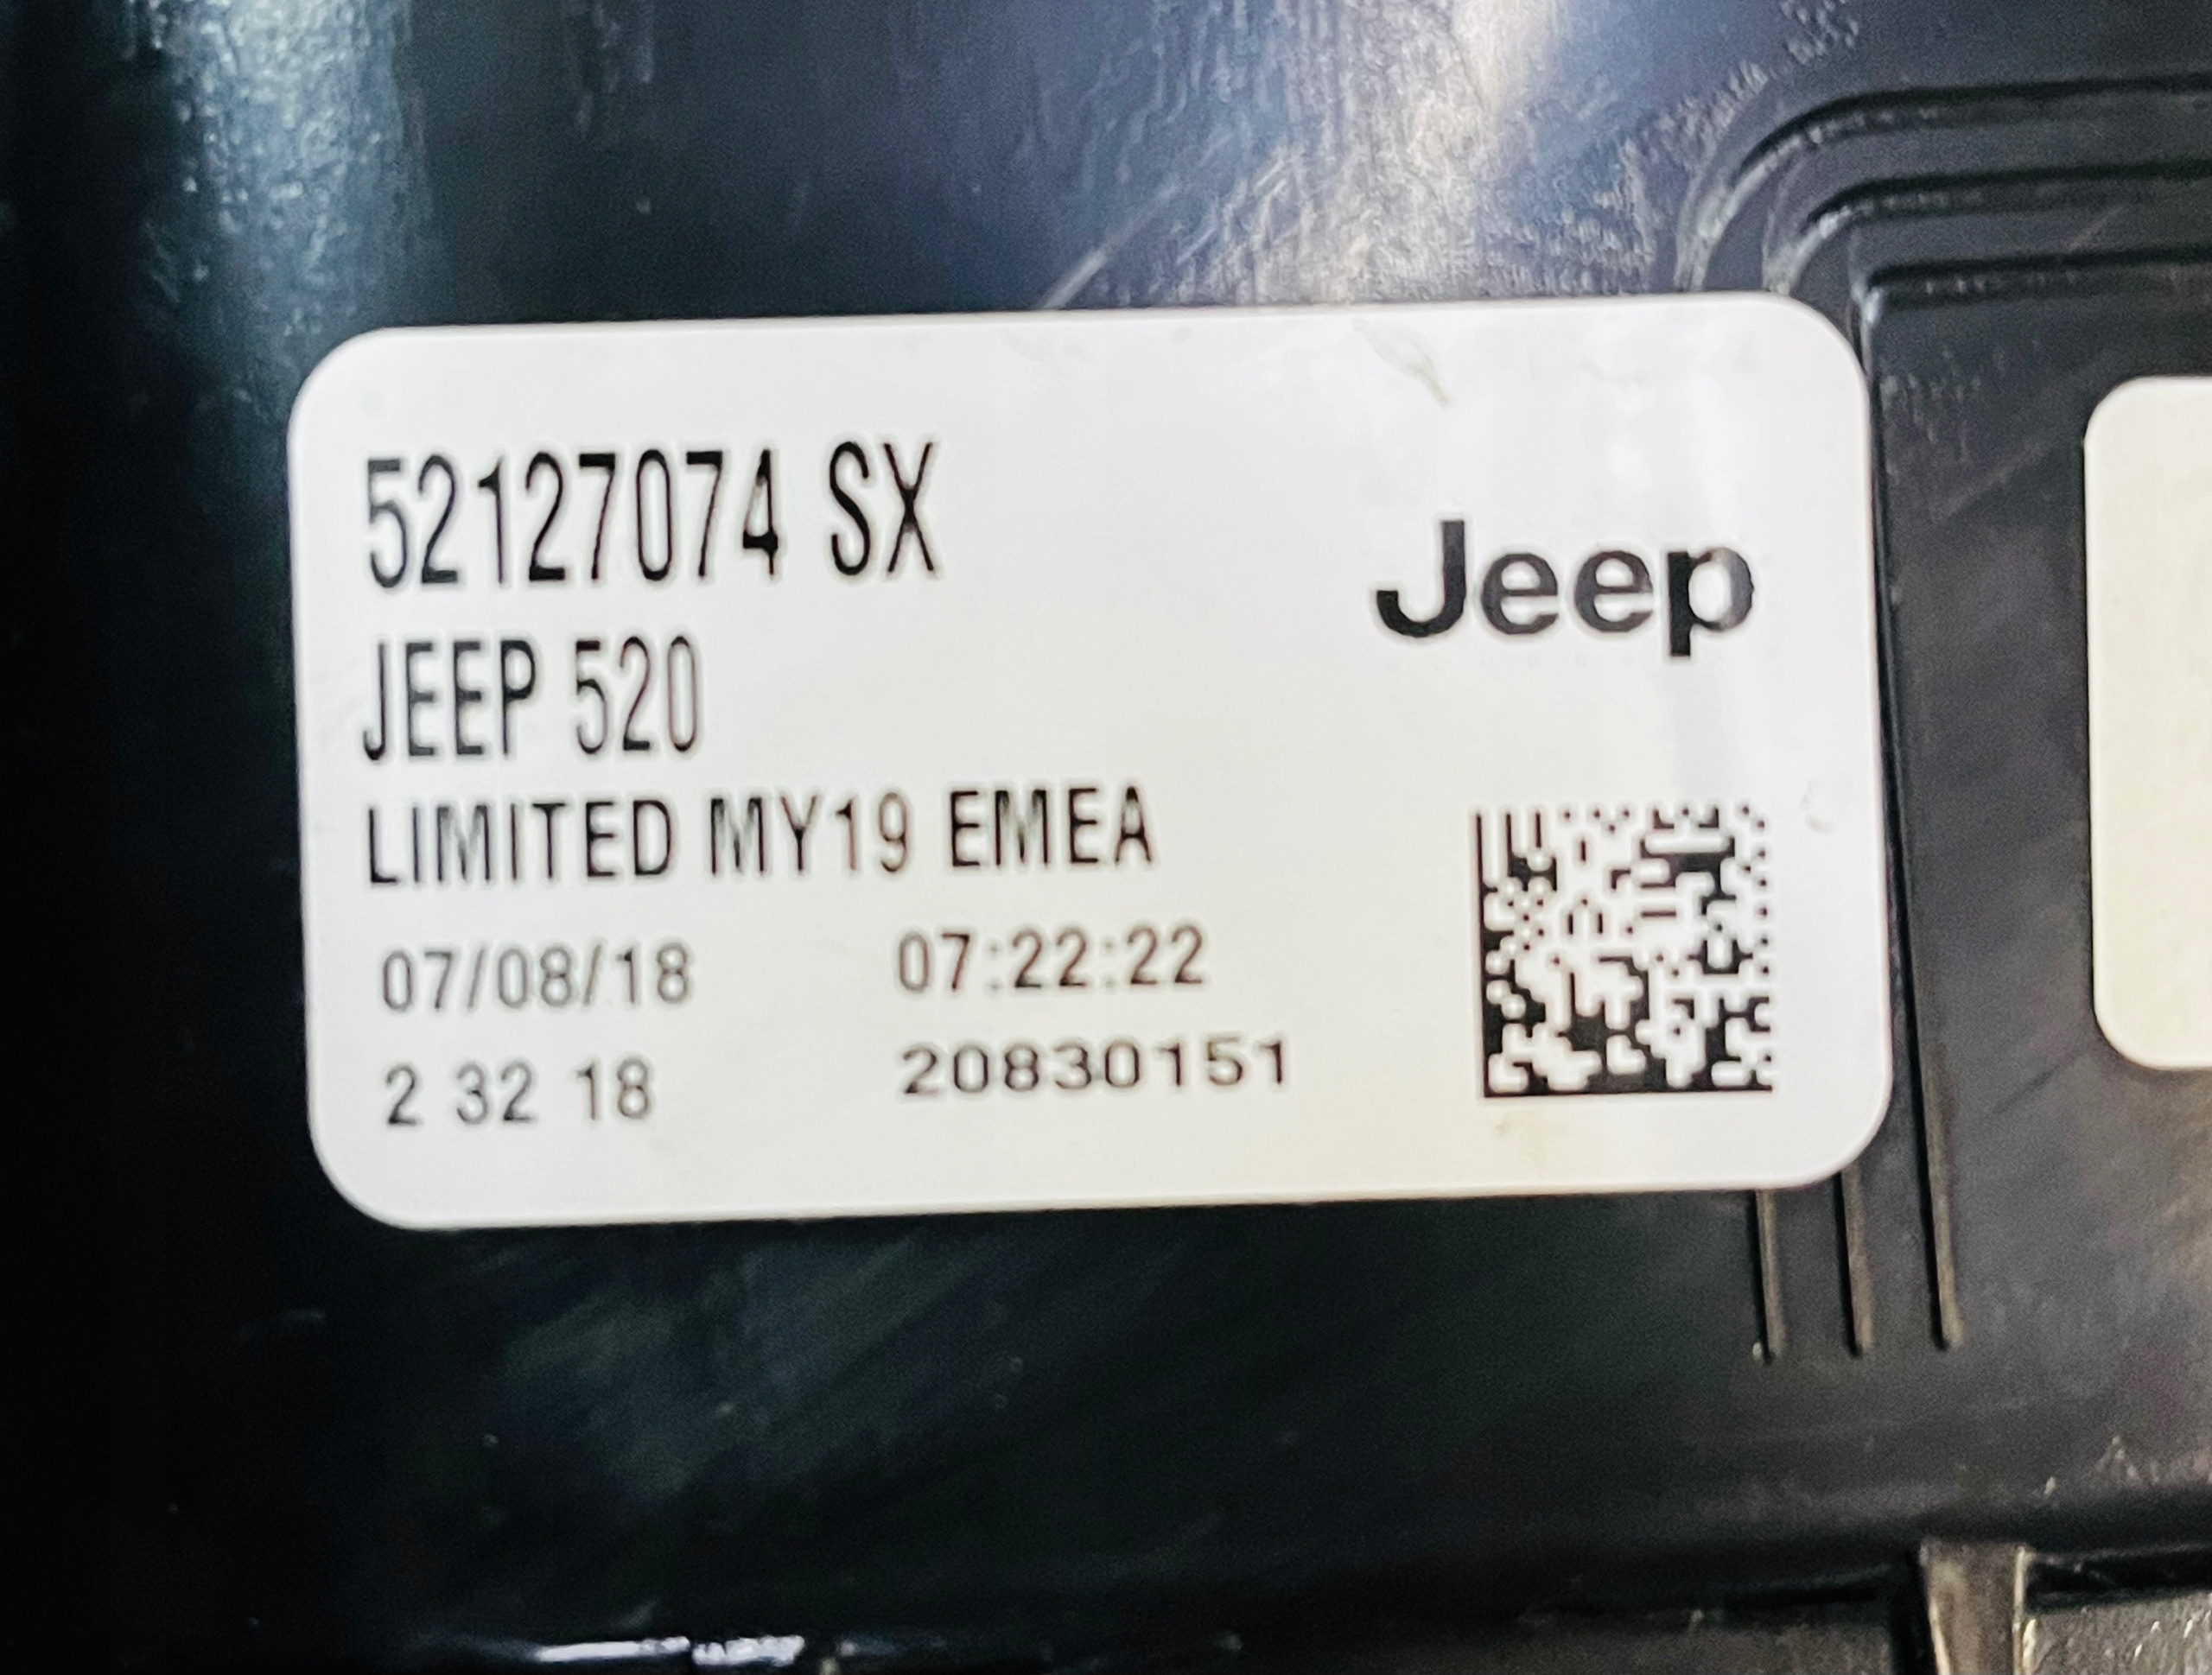 52127074 SX
Jeep
JEEP 520
LIMITED MY19 EMEA
07/08/18 07:22:22
2 32 18 20830151